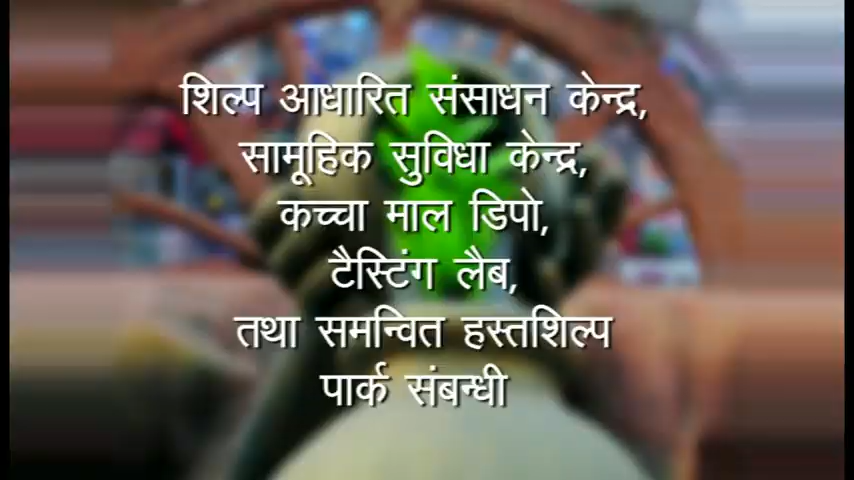 शिल्प आधारित संसाधन केन्द्र,
सामूहिक सुविधा केन्द्र,
कच्चा माल डिपो,
टैस्टिंग लैब,
तथा समन्वित हस्तशिल्प
पार्क संबन्धी